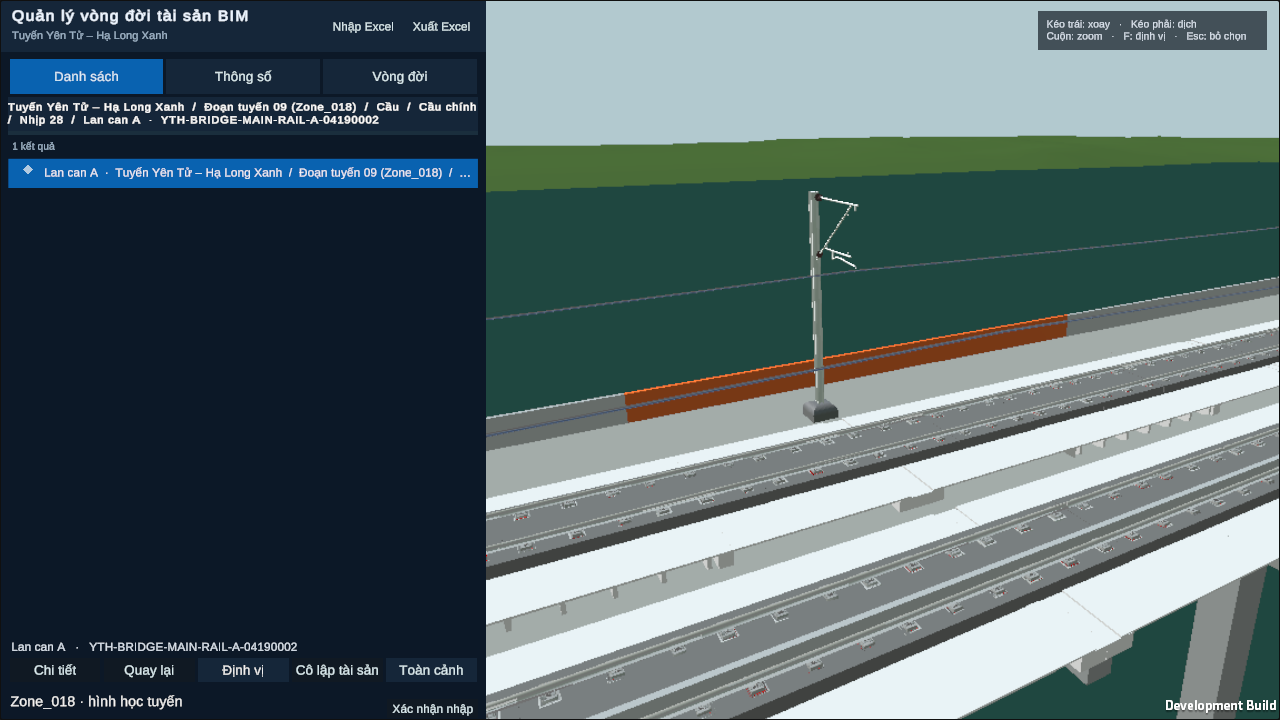 Quản lý vòng đời tài sản BIM
Tuyến Yên Tử – Hạ Long Xanh
Nhập Excel
Xuất Excel
Danh sách
Thông số
Vòng đời
Tuyến Yên Tử – Hạ Long Xanh / Đoạn tuyến 09 (Zone_018) / Cầu / Cầu chính
/ Nhịp 28 / Lan can A · YTH-BRIDGE-MAIN-RAIL-A-04190002
1 kết quả
Lan can A · Tuyến Yên Tử – Hạ Long Xanh / Đoạn tuyến 09 (Zone_018) / ...
Lan can A · YTH-BRIDGE-MAIN-RAIL-A-04190002
Chi tiết
Quay lại
Định vị
Cô lập tài sản
Toàn cảnh
Zone_018 · hình học tuyến
Xác nhận nhập
Kéo trái: xoay · Kéo phải: dịch
Cuộn: zoom · F: định vị · Esc: bỏ chọn
Development Build